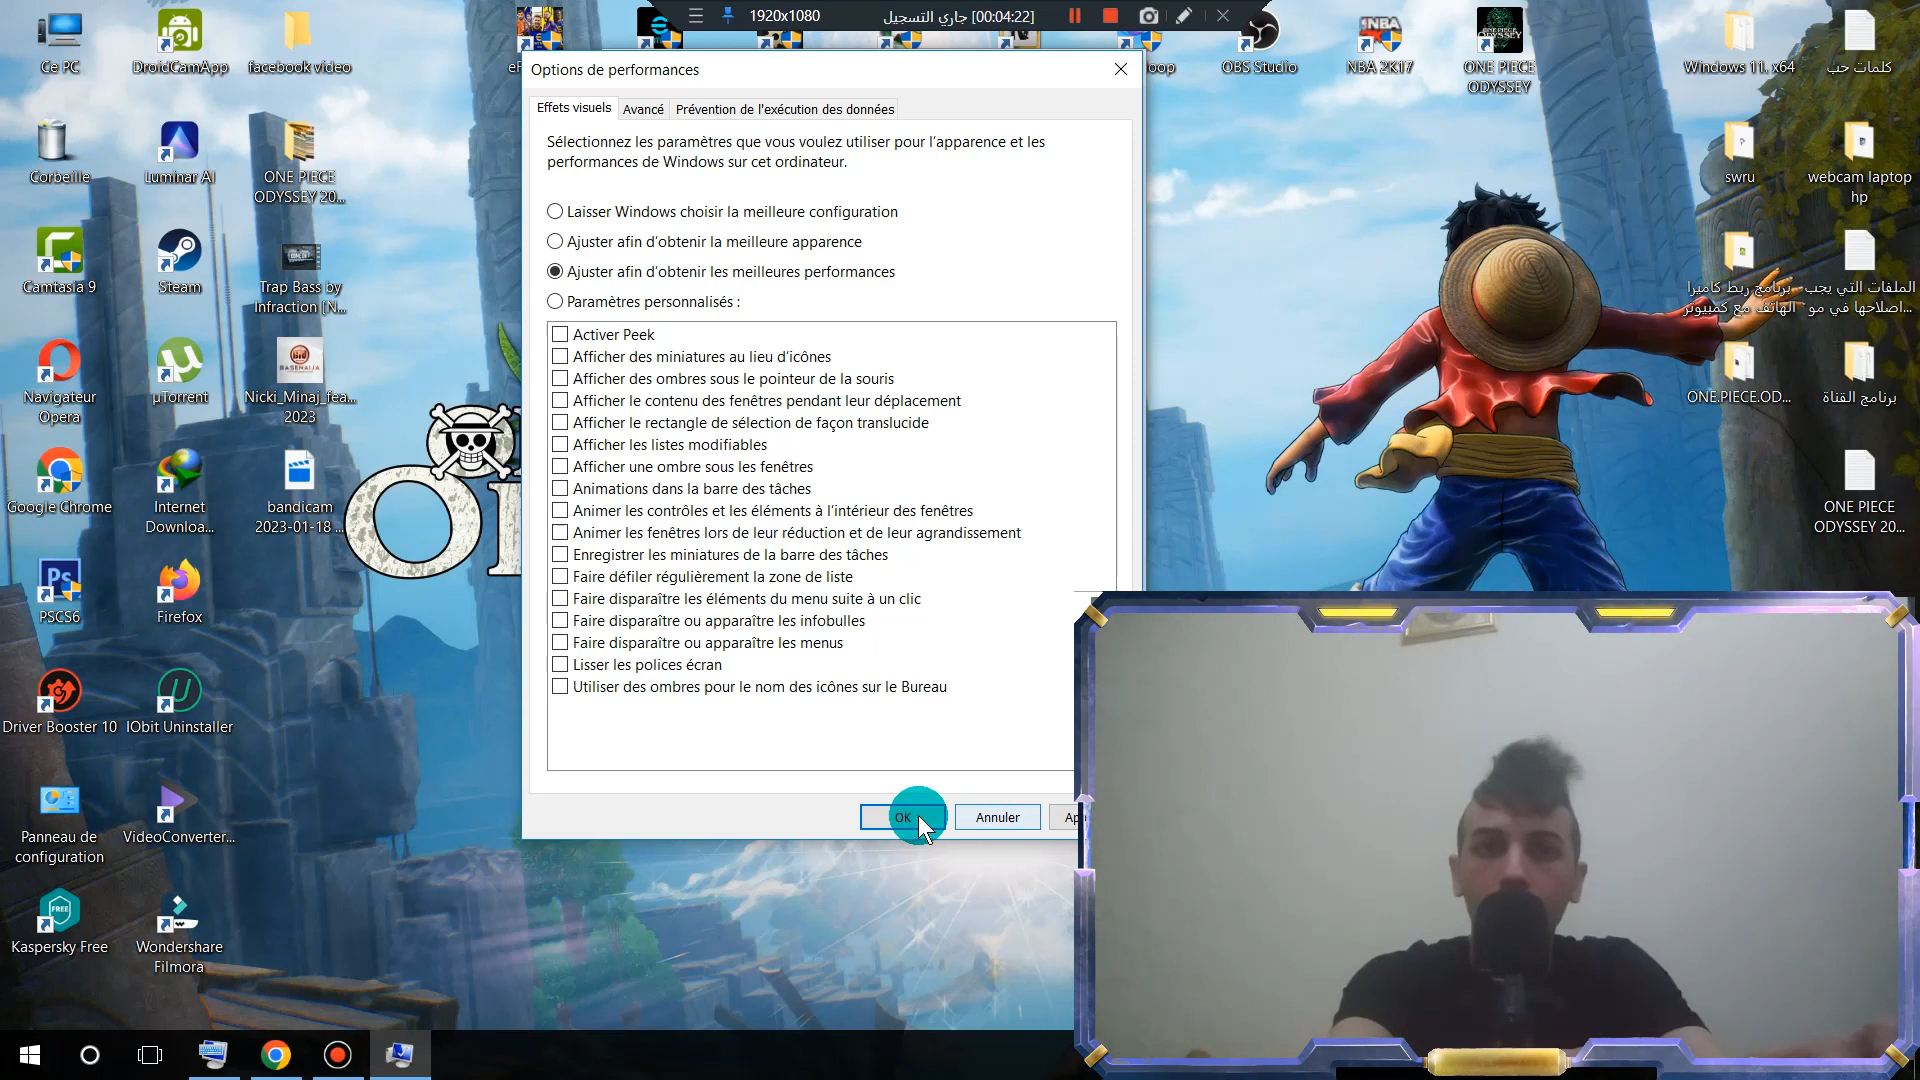 1920x1080
جاري التسجيل [00:04:22]
Ce PC
DroidCamApp
facebook video
OBS Studio
NBA 2K17
ONE PIECE
ODYSSEY
Windows 11. x64
كلمات حب
Corbeille
Luminar AI
ONE PIECE
ODYSSEY 20...
swru
webcam laptop
hp
Camtasia 9
Steam
Trap Bass by
Infraction [N...
برنامج ربط كاميرا
الهاتف مع كمبيوتر
الملفات التي يجب
اصلاحها في مو...
Navigateur
Opera
µTorrent
Nicki_Minaj_fea...
2023
ONE.PIECE.OD...
برنامج القناة
Google Chrome
Internet
Downloa...
bandicam
2023-01-18 ...
ONE PIECE
ODYSSEY 20...
PSCS6
Firefox
Driver Booster 10
IObit Uninstaller
Panneau de
configuration
VideoConverter...
Kaspersky Free
Wondershare
Filmora
Options de performances
Effets visuels
Avancé
Prévention de l'exécution des données
Sélectionnez les paramètres que vous voulez utiliser pour l'apparence et les
performances de Windows sur cet ordinateur.
Laisser Windows choisir la meilleure configuration
Ajuster afin d'obtenir la meilleure apparence
Ajuster afin d'obtenir les meilleures performances
Paramètres personnalisés :
Activer Peek
Afficher des miniatures au lieu d'icônes
Afficher des ombres sous le pointeur de la souris
Afficher le contenu des fenêtres pendant leur déplacement
Afficher le rectangle de sélection de façon translucide
Afficher les listes modifiables
Afficher une ombre sous les fenêtres
Animations dans la barre des tâches
Animer les contrôles et les éléments à l'intérieur des fenêtres
Animer les fenêtres lors de leur réduction et de leur agrandissement
Enregistrer les miniatures de la barre des tâches
Faire défiler régulièrement la zone de liste
Faire disparaître les éléments du menu suite à un clic
Faire disparaître ou apparaître les infobulles
Faire disparaître ou apparaître les menus
Lisser les polices écran
Utiliser des ombres pour le nom des icônes sur le Bureau
OK
Annuler